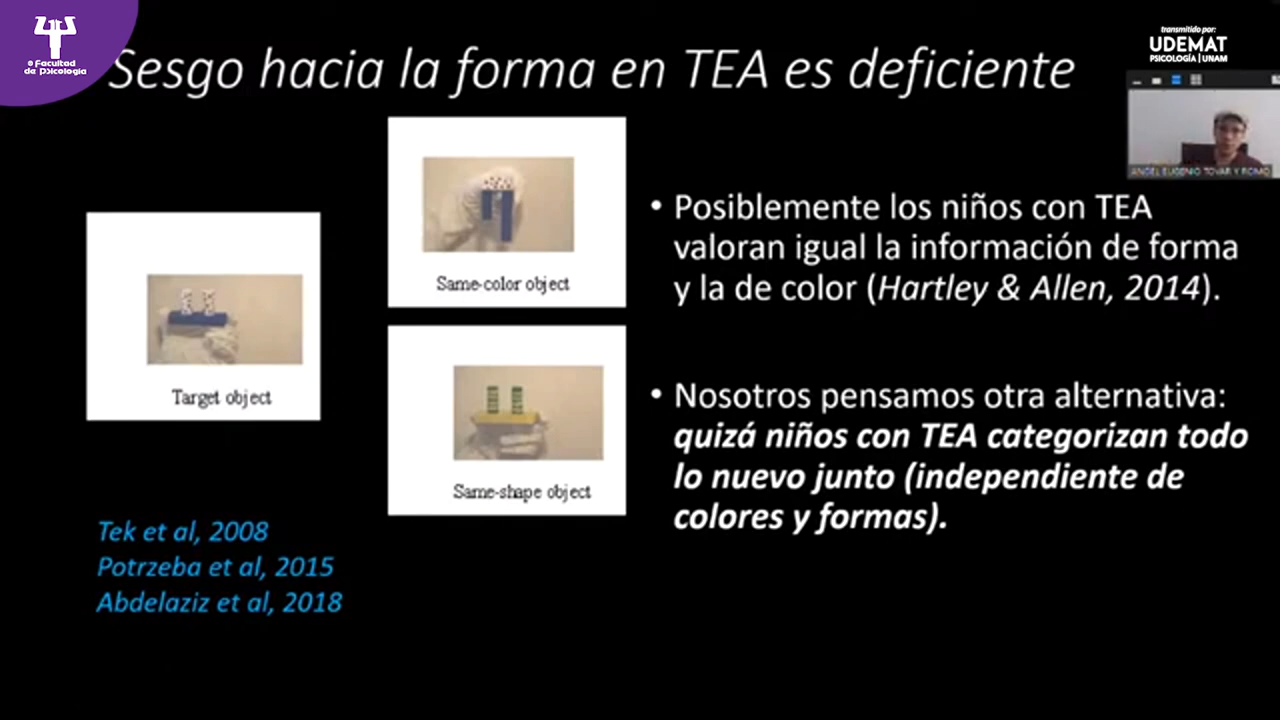 Facultad
de Psicología
Sesgo hacia la forma en TEA es deficiente
transmitido por:
UDEMAT
PSICOLOGÍA | UNAM
ANGEL EUGENIO TOVAR Y ROMO
Same-color object
Target object
Same-shape object
• Posiblemente los niños con TEA
valoran igual la información de forma
y la de color (Hartley & Allen, 2014).
• Nosotros pensamos otra alternativa:
quizá niños con TEA categorizan todo
lo nuevo junto (independiente de
colores y formas).
Tek et al, 2008
Potrzeba et al, 2015
Abdelaziz et al, 2018